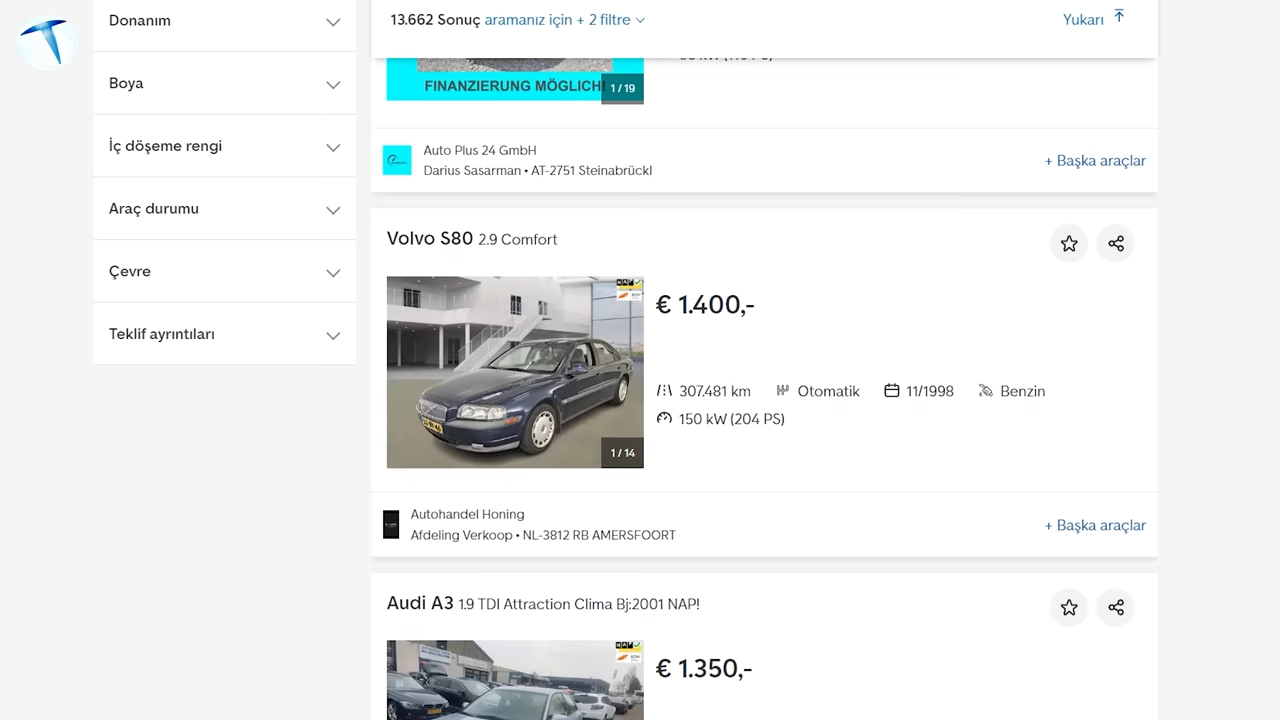 Donanım
Boya
İç döşeme rengi
Araç durumu
Çevre
Teklif ayrıntıları
13.662 Sonuç aramanız için + 2 filtre
Yukarı
FINANZIERUNG MÖGLICH!
1 / 19
Auto Plus 24 GmbH
Darius Sasarman • AT-2751 Steinabrückl
+ Başka araçlar
Volvo S80 2.9 Comfort
NAP
€ 1.400,-
307.481 km Otomatik 11/1998 Benzin
150 kW (204 PS)
1 / 14
Autohandel Honing
Afdeling Verkoop • NL-3812 RB AMERSFOORT
+ Başka araçlar
Audi A3 1.9 TDI Attraction Clima Bj:2001 NAP!
NAP
€ 1.350,-